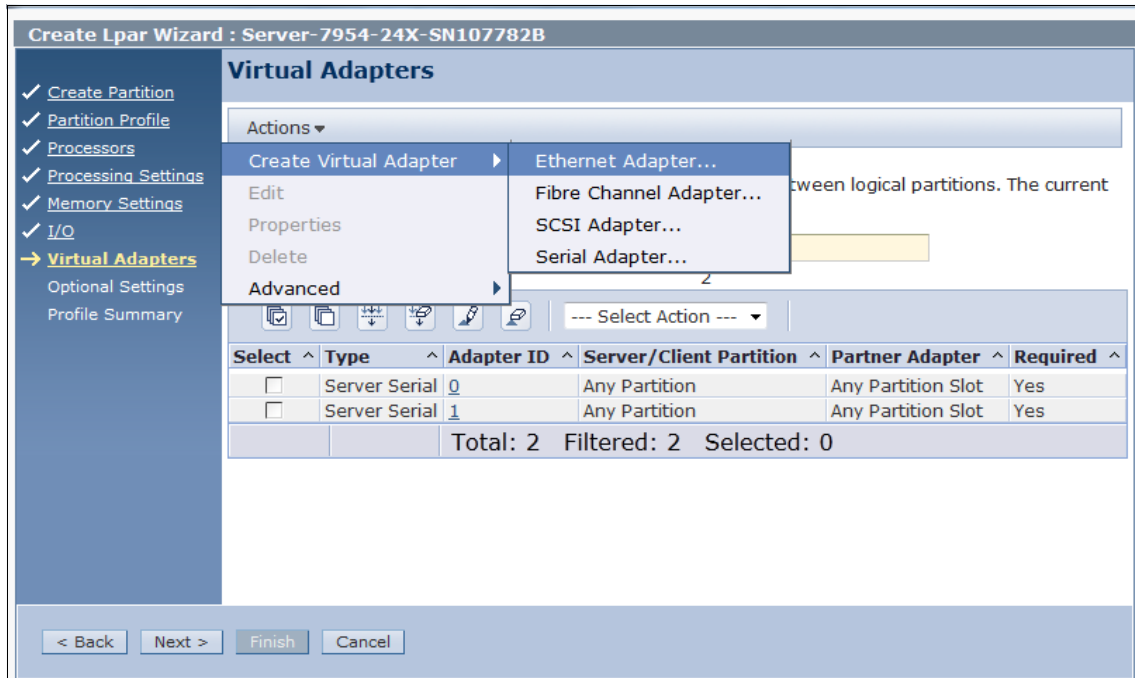 Create Lpar Wizard : Server-7954-24X-SN107782B
Create Partition
Partition Profile
Processors
Processing Settings
Memory Settings
I/O
Virtual Adapters
Optional Settings
Profile Summary
Virtual Adapters
Actions
Create Virtual Adapter
Edit
Properties
Delete
Advanced
Ethernet Adapter...
Fibre Channel Adapter...
SCSI Adapter...
Serial Adapter...
tween logical partitions. The current
2
--- Select Action ---
Select Type Adapter ID Server/Client Partition Partner Adapter Required
Server Serial 0 Any Partition Any Partition Slot Yes
Server Serial 1 Any Partition Any Partition Slot Yes
Total: 2 Filtered: 2 Selected: 0
< Back Next > Finish Cancel